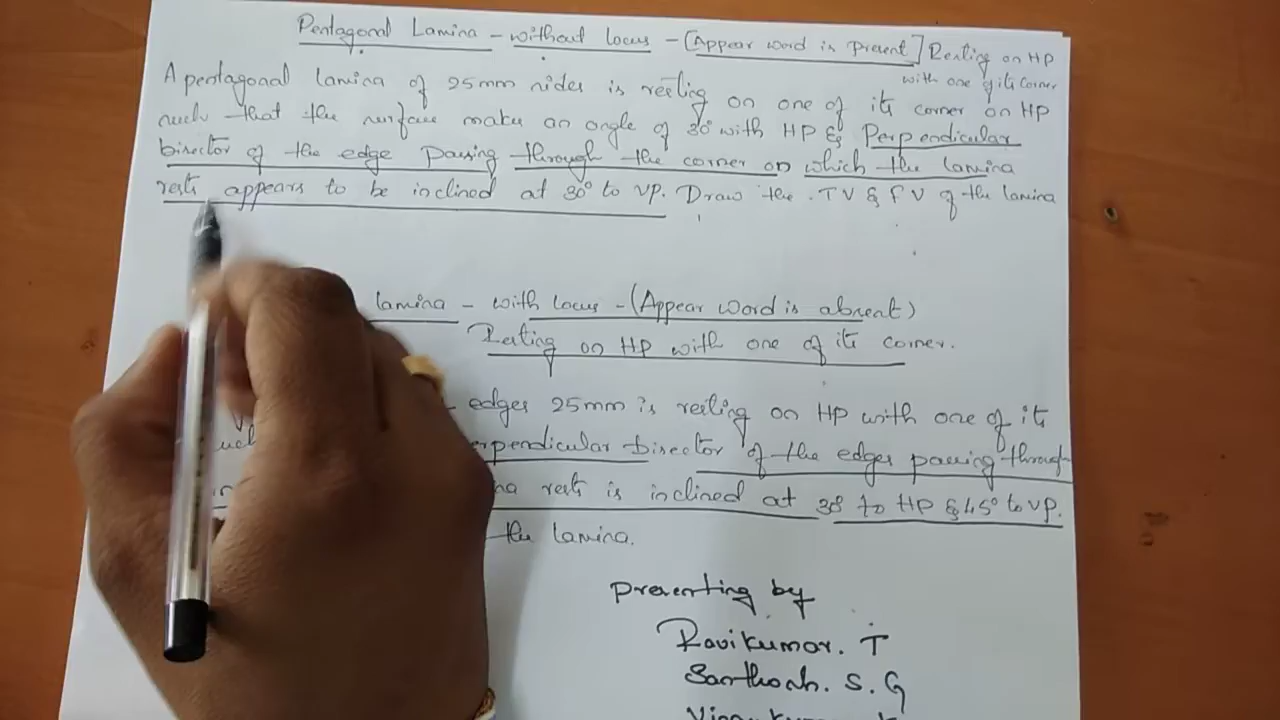 Pentagonal Lamina - without locus - [Appear word is present] Resting on HP
with one of its corner
A pentagonal lamina of 25mm sides is resting on one of its corner on HP
such that the surface makes an angle of 30° with HP & Perpendicular
Bisector of the edge passing through the corner on which the lamina
rests appears to be inclined at 30° to VP. Draw the TV & FV of the lamina
lamina - with locus - (Appear Word is absent)
Resting on HP with one of its corner.
edges 25mm is resting on HP with one of its
perpendicular bisector of the edges passing through
rests is inclined at 30° to HP & 45° to VP.
the lamina.
presenting by
Ravikumar. T
Santhosh. S. G